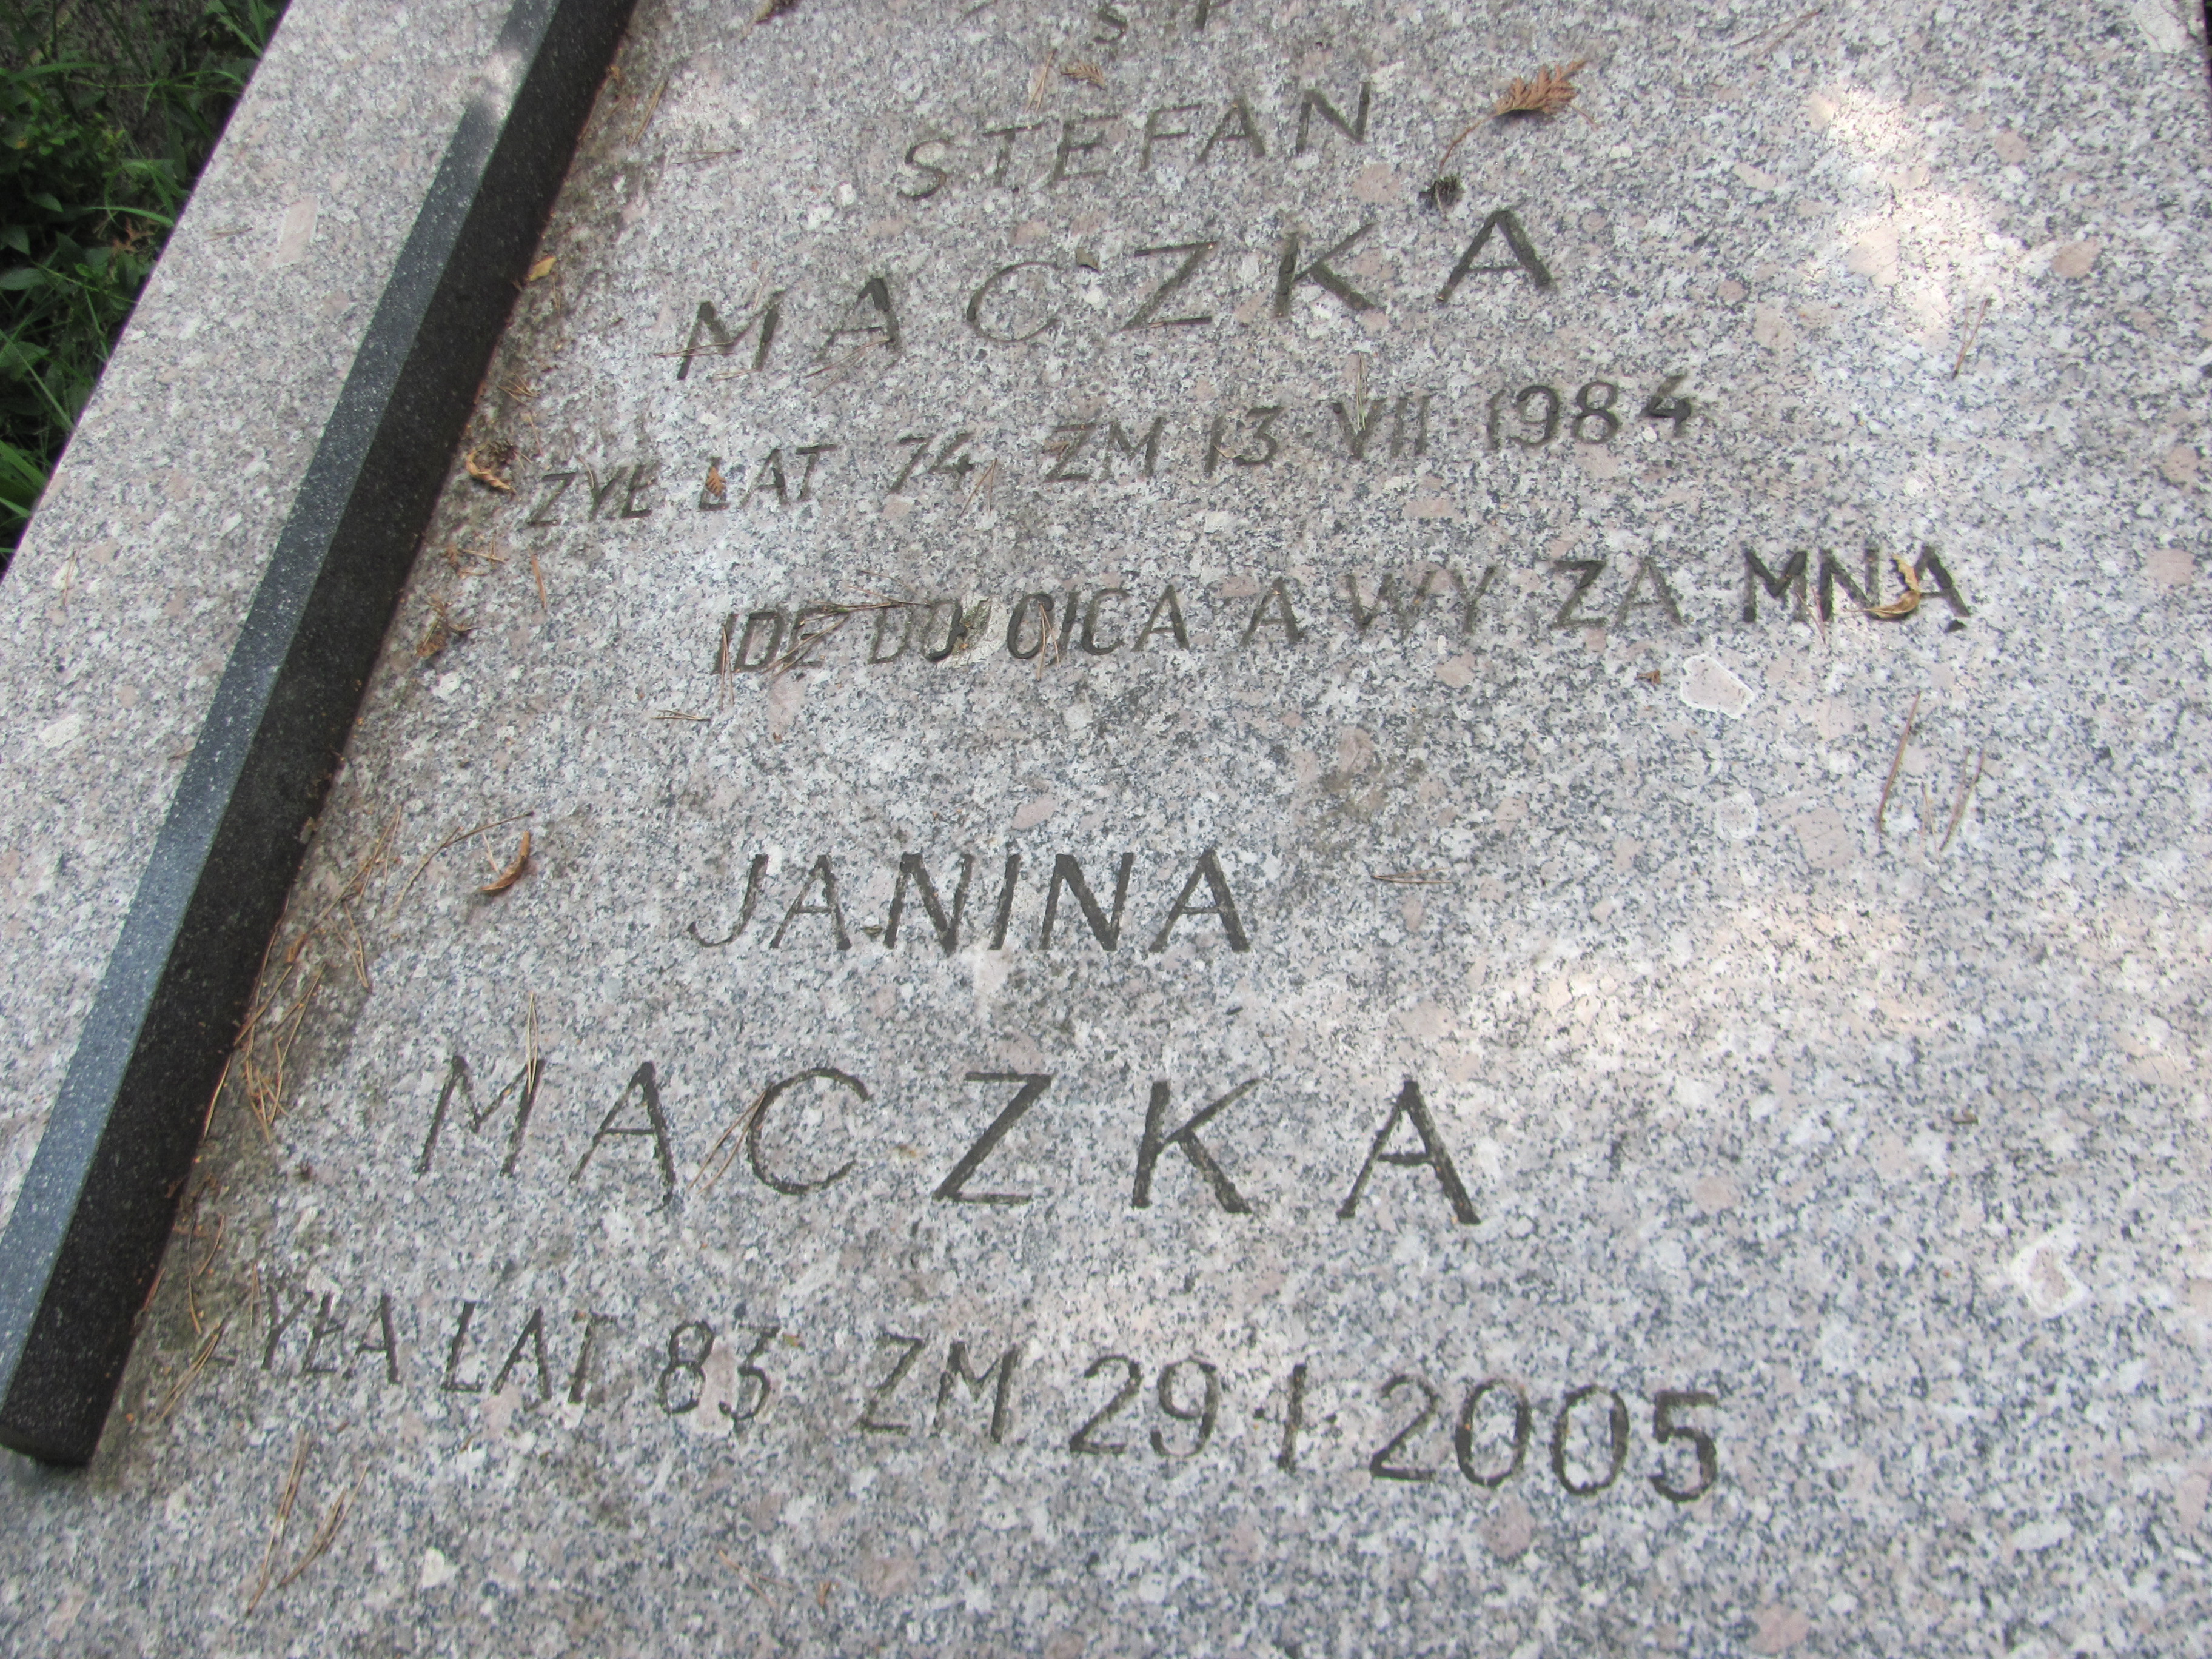 S P
STEFAN
MACZKA
ŻYŁ LAT 74 ZM 13 VII 1984
IDĘ DO OJCA A WY ZA MNĄ
JANINA
MACZKA
ŻYŁA LAT 83 ZM 29 I 2005